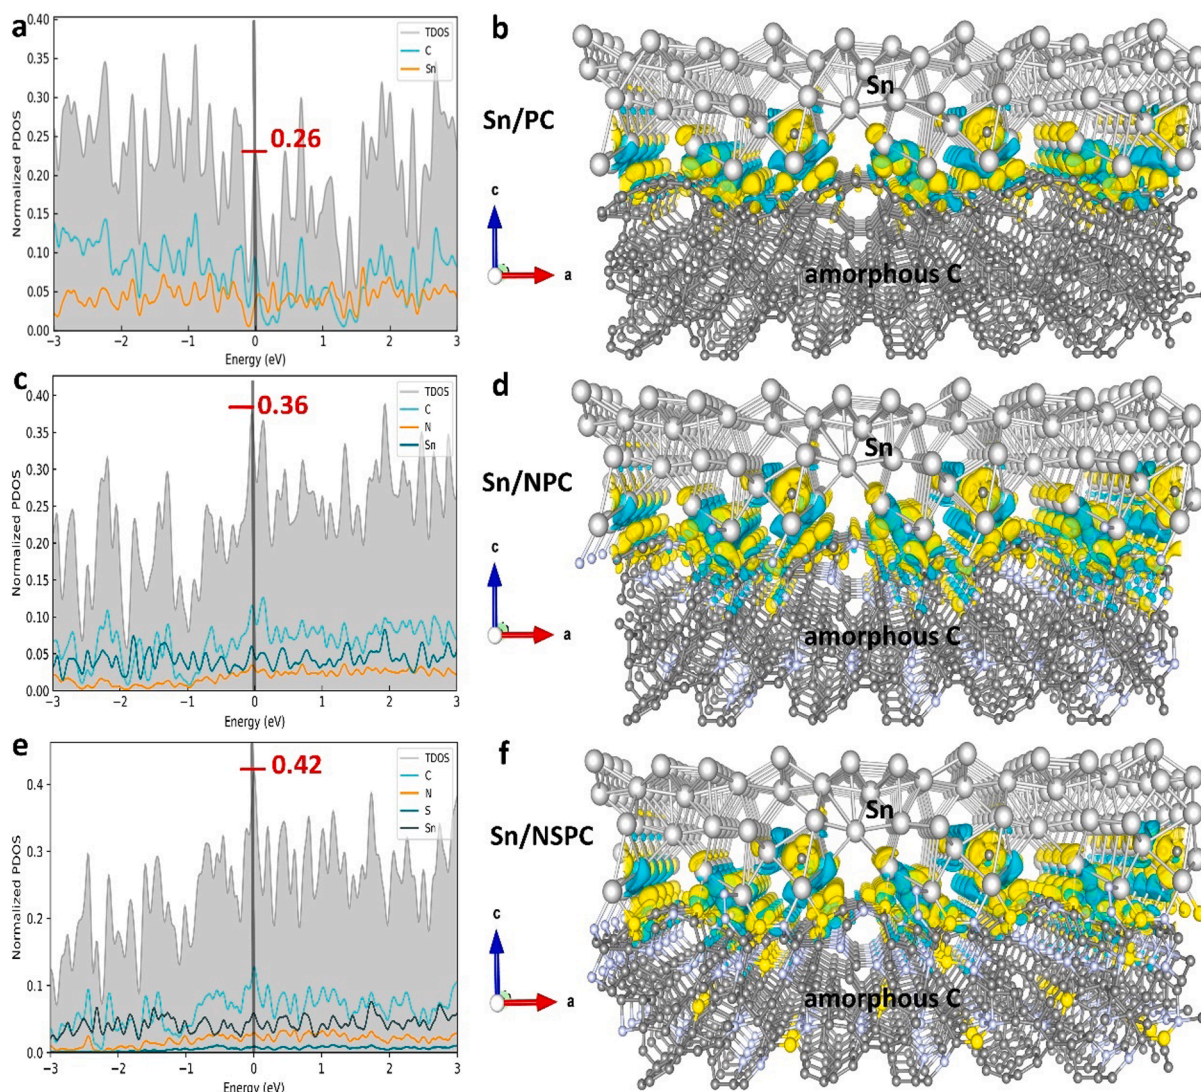 a
0.40
0.35
0.30
0.25
0.20
0.15
0.10
0.05
0.00
Normalized PDOS
TDOS
C
Sn
0.26
−3 −2 −1 0 1 2 3
Energy (eV)
b
Sn/PC
Sn
amorphous C
c
a
c
0.40
0.35
0.30
0.25
0.20
0.15
0.10
0.05
0.00
Normalized PDOS
TDOS
C
N
Sn
0.36
−3 −2 −1 0 1 2 3
Energy (eV)
d
Sn/NPC
Sn
amorphous C
c
a
e
0.4
0.3
0.2
0.1
0.0
Normalized PDOS
TDOS
C
N
S
Sn
0.42
−3 −2 −1 0 1 2 3
Energy (eV)
f
Sn/NSPC
Sn
amorphous C
c
a